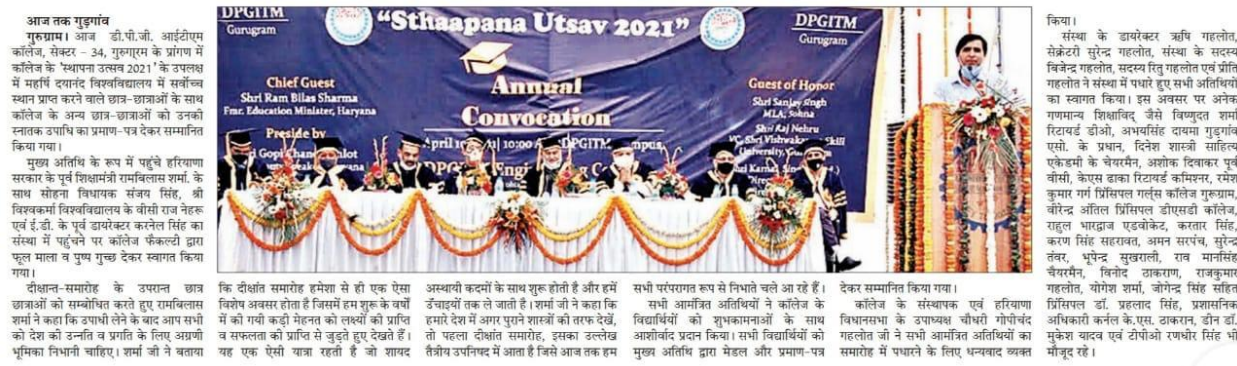 आज तक गुड़गांव
गुरुग्राम। आज डी.पी.जी. आईटीएम
कॉलेज, सेक्टर - 34, गुरुगा्रम के प्रांगण में
कॉलेज के 'स्थापना उत्सव 2021' के उपलक्ष
में महर्षि दयानंद विश्वविद्यालय में सर्वोच्च
स्थान प्राप्त करने वाले छात्र-छात्राओं के साथ
कॉलेज के अन्य छात्र-छात्राओं को उनकी
स्नातक उपाधि का प्रमाण-पत्र देकर सम्मानित
किया गया।
मुख्य अतिथि के रूप में पहुंचे हरियाणा
सरकार के पूर्व शिक्षामंत्री रामबिलास शर्मा. के
साथ सोहना विधायक संजय सिंह, श्री
विश्वकर्मा विश्वविद्यालय के वीसी राज नेहरू
एवं ई.डी. के पूर्व डायरेक्टर करनेल सिंह का
संस्था में पहुंचने पर कॉलेज फैकल्टी द्वारा
फूल माला व पुष्प गुच्छ देकर स्वागत किया
गया।
दीक्षान्त-समारोह के उपरान्त छात्र
छात्राओं को सम्बोधित करते हुए रामबिलास
शर्मा ने कहा कि उपाधी लेने के बाद आप सभी
को देश को उन्नति व प्रगति के लिए अग्रणी
भूमिका निभानी चाहिए। शर्मा जी ने बताया
DPGITM
Gurugram
"Sthaapana Utsav 2021"
DPGITM
Gurugram
Chief Guest
Shri Ram Bilas Sharma
Frar. Education Minister, Haryana
Preside by
Annual
Convocation
April
10:00 A
DPGITM
Guest of Honor
Shri Sanjay Singh
MLA, Sohna
Shri Raj Nehru
VC, Shri Vishwaka
Skill
University, Gu
कि दीक्षांत समारोह हमेशा से ही एक ऐसा
विशेष अवसर होता है जिसमें हम शुरू के वर्षों
में की गयी कड़ी मेहनत को लक्ष्यों की प्राप्ति
व सफलता की प्राप्ति से जुड़ते हुए देखते हैं।
यह एक ऐसी यात्रा रहती है जो शायद
अस्थायी कदमों के साथ शुरू होती है और हमें
ऊँचाइयों तक ले जाती है। शर्मा जी ने कहा कि
हमारे देश में अगर पुराने शास्त्रों की तरफ देखें,
तो पहला दीक्षांत समारोह, इसका उल्लेख
तैत्रीय उपनिषद में आता है जिसे आज तक हम
सभी परंपरागत रूप से निभाते चले आ रहे हैं।
सभी आमंत्रित अतिथियों ने कॉलेज के
विद्यार्थियों को शुभकामनाओं के साथ
आशीर्वाद प्रदान किया। सभी विद्यार्थियों को
मुख्य अतिथि द्वारा मेडल और प्रमाण-पत्र
देकर सम्मानित किया गया।
कॉलेज के संस्थापक एवं हरियाणा
विधानसभा के उपाध्यक्ष चौधरी गोपीचंद
गहलोत जी ने सभी आमंत्रित अतिथियों का
समारोह में पधारने के लिए धन्यवाद व्यक्त
किया।
संस्था के डायरेक्टर ऋषि गहलोत,
सेक्रेटरी सुरेन्द्र गहलोत, संस्था के सदस्य
बिजेन्द्र गहलोत, सदस्य रितु गहलोत एवं प्रीति
गहलोत ने संस्था में पधारे हुए सभी अतिथियों
का स्वागत किया। इस अवसर पर अनेक
गणमान्य शिक्षाविद् जैसे विष्णुदत शर्मा
रिटायर्ड डीओ, अभयसिंह दायमा गुड़गांव
एसो. के प्रधान, दिनेश शास्त्री साहित्य
एकेडमी के चेयरमैन, अशोक दिवाकर पूर्व
वीसी, केएस ढाका रिटायर्ड कमिश्नर, रमेश
कुमार गर्ग प्रिंसिपल गर्ल्स कॉलेज गुरूग्राम,
वीरेन्द्र अंतिल प्रिंसिपल डीएसडी कॉलेज,
राहुल भारद्वाज एडवोकेट, करतार सिंह,
करण सिंह सहरावत, अमन सरपंच, सुरेन्द्र
तंवर, भूपेन्द्र सुखराली, राव मानसिंह
चैयरमैन, विनोद ठाकराण, राजकुमार
गहलोत, योगेश शर्मा, जोगेन्द्र सिंह सहित
प्रिंसिपल डॉ. प्रहलाद सिंह, प्रशासनिक
अधिकारी कर्नल के.एस. ठाकरान, डीन डॉ.
मुकेश यादव एवं टीपीओ रणधीर सिंह भी
मौजूद रहे।